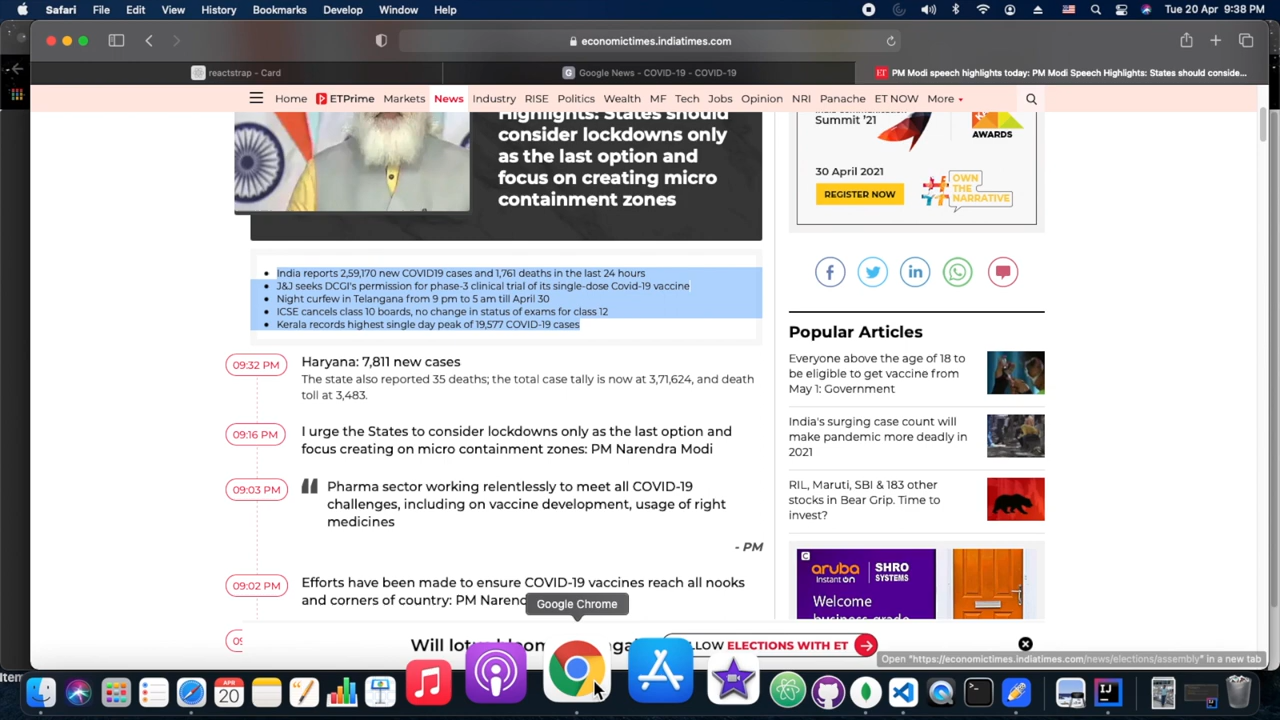 Safari File Edit View History Bookmarks Develop Window Help Tue 20 Apr 9:38 PM
economictimes.indiatimes.com
reactstrap - Card
Google News - COVID-19 - COVID-19
ET PM Modi speech highlights today: PM Modi Speech Highlights: States should conside...
Home ETPrime Markets News Industry RISE Politics Wealth MF Tech Jobs Opinion NRI Panache ET NOW More
Highlights: States should
consider lockdowns only
as the last option and
focus on creating micro
containment zones
• India reports 2,59,170 new COVID19 cases and 1,761 deaths in the last 24 hours
• J&J seeks DCGI's permission for phase-3 clinical trial of its single-dose Covid-19 vaccine
• Night curfew in Telangana from 9 pm to 5 am till April 30
• ICSE cancels class 10 boards, no change in status of exams for class 12
• Kerala records highest single day peak of 19,577 COVID-19 cases
09:32 PM
Haryana: 7,811 new cases
The state also reported 35 deaths; the total case tally is now at 3,71,624, and death
toll at 3,483.
09:16 PM
I urge the States to consider lockdowns only as the last option and
focus creating on micro containment zones: PM Narendra Modi
09:03 PM
Pharma sector working relentlessly to meet all COVID-19
challenges, including on vaccine development, usage of right
medicines
- PM
09:02 PM
Efforts have been made to ensure COVID-19 vaccines reach all nooks
and corners of country: PM Naren
Google Chrome
Summit '21
AWARDS
30 April 2021
REGISTER NOW
OWN
THE
NARRATIVE
Popular Articles
Everyone above the age of 18 to
be eligible to get vaccine from
May 1: Government
India's surging case count will
make pandemic more deadly in
2021
RIL, Maruti, SBI & 183 other
stocks in Bear Grip. Time to
invest?
aruba
Instant on
SHRO
SYSTEMS
Welcome
FOLLOW ELECTIONS WITH ET
Open "https://economictimes.indiatimes.com/news/elections/assembly" in a new tab
APR
20